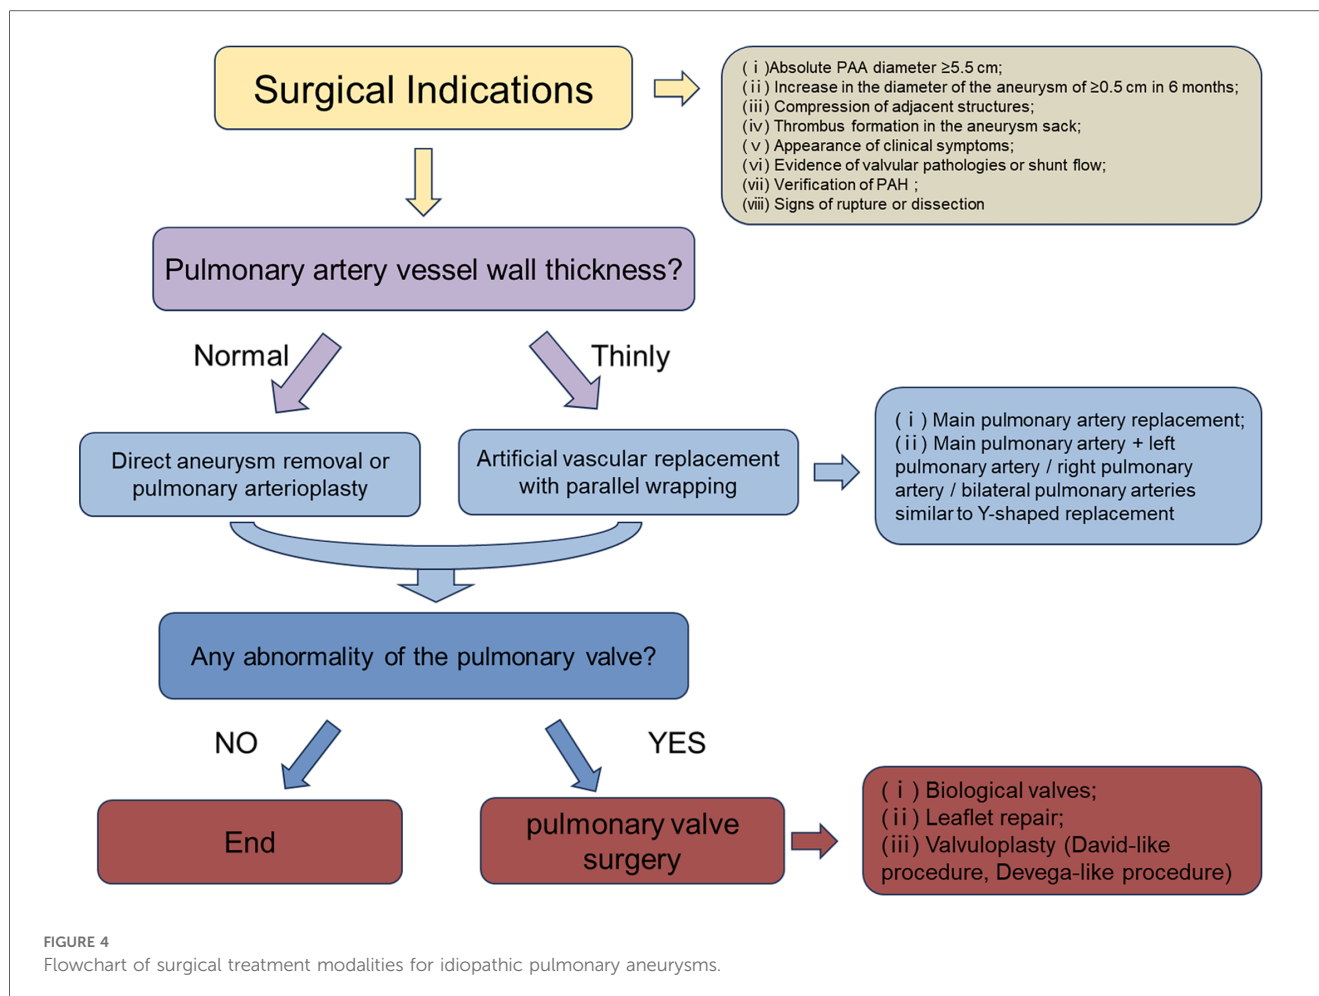 Surgical Indications
(ⅰ)Absolute PAA diameter ≥5.5 cm;
(ⅱ) Increase in the diameter of the aneurysm of ≥0.5 cm in 6 months;
(ⅲ) Compression of adjacent structures;
(ⅳ) Thrombus formation in the aneurysm sack;
(ⅴ) Appearance of clinical symptoms;
(ⅵ) Evidence of valvular pathologies or shunt flow;
(ⅶ) Verification of PAH ;
(ⅷ) Signs of rupture or dissection
Pulmonary artery vessel wall thickness?
Normal
Thinly
Direct aneurysm removal or
pulmonary arterioplasty
Artificial vascular replacement
with parallel wrapping
(ⅰ) Main pulmonary artery replacement;
(ⅱ) Main pulmonary artery + left
pulmonary artery / right pulmonary
artery / bilateral pulmonary arteries
similar to Y-shaped replacement
Any abnormality of the pulmonary valve?
NO
YES
End
pulmonary valve
surgery
(ⅰ) Biological valves;
(ⅱ) Leaflet repair;
(ⅲ) Valvuloplasty (David-like
procedure, Devega-like procedure)
FIGURE 4
Flowchart of surgical treatment modalities for idiopathic pulmonary aneurysms.